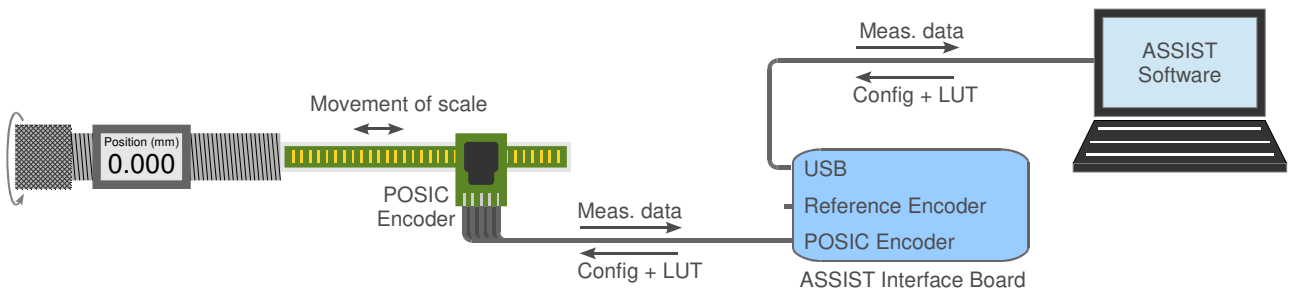 Position (mm)
0.000
Movement of scale
POSIC
Encoder
Meas. data
Config + LUT
Meas. data
Config + LUT
ASSIST
Software
USB
Reference Encoder
POSIC Encoder
ASSIST Interface Board